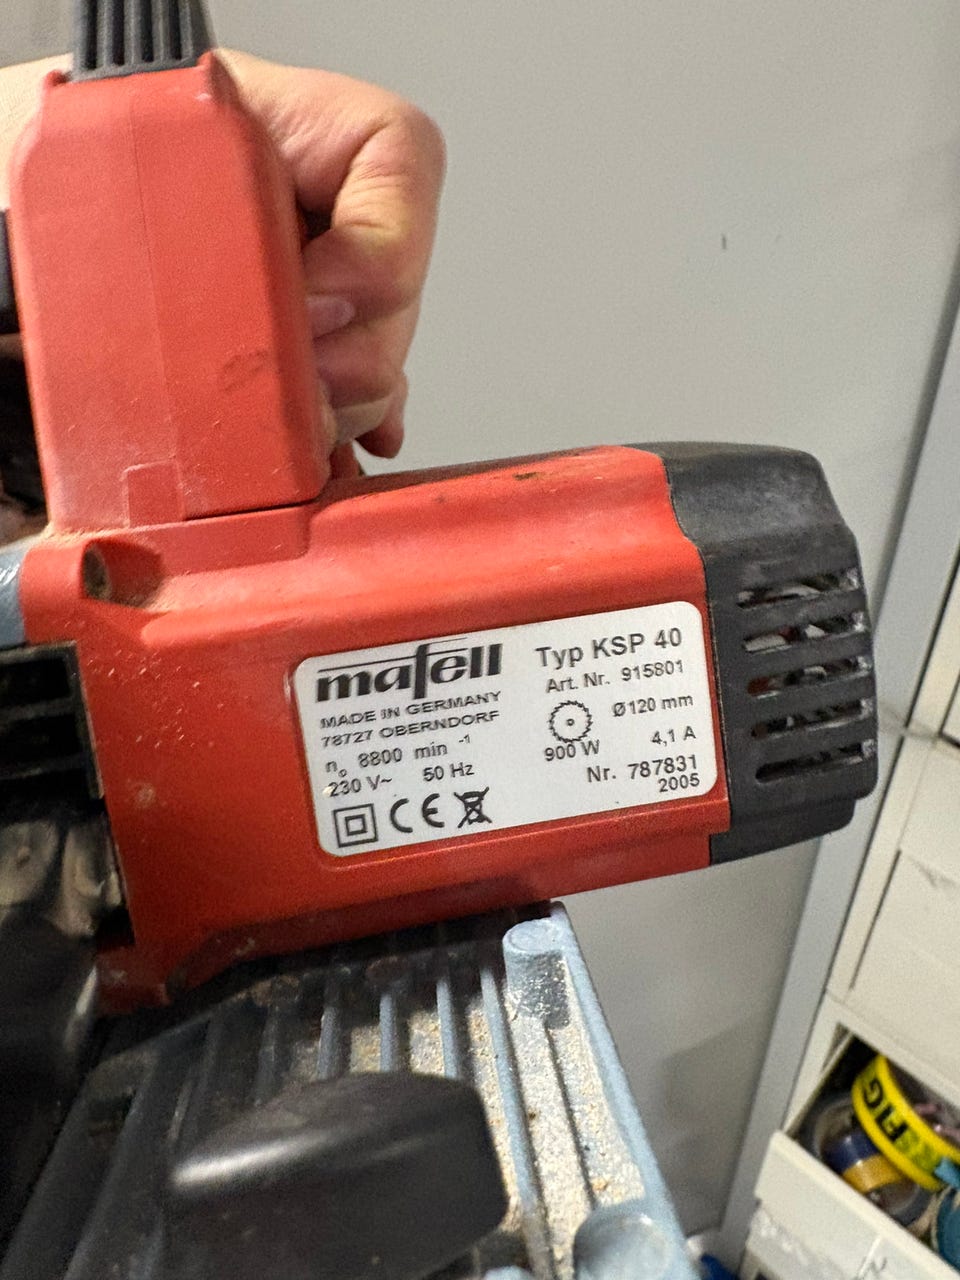 mafell
MADE IN GERMANY
78727 OBERNDORF
n₀ 8800 min⁻¹
230 V~ 50 Hz
CE
Typ KSP 40
Art. Nr. 915801
Ø120 mm
900 W 4,1 A
Nr. 787831
2005